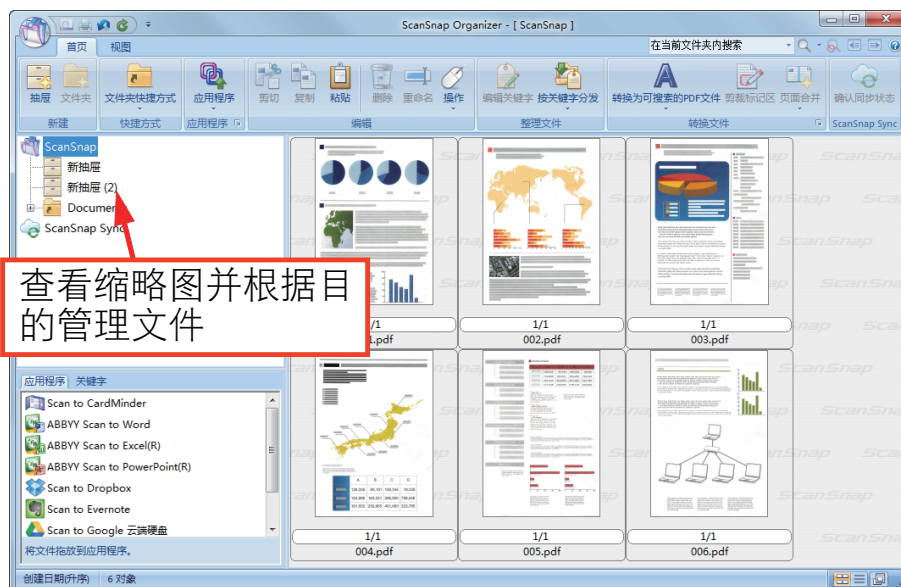 ScanSnap Organizer - [ ScanSnap ]
首页 视图 在当前文件夹内搜索
抽屉 文件夹 文件夹快捷方式 应用程序 剪切 复制 粘贴 删除 重命名 操作 编辑关键字 按关键字分发 转换为可搜索的PDF文件 剪裁标记区 页面合并 确认同步状态
新建 快捷方式 应用程序 编辑 整理文件 转换文件 ScanSnap Sync
ScanSnap
新抽屉
新抽屉 (2)
Documen
ScanSnap Sync
查看缩略图并根据目
的管理文件
1/1 1/1 1/1
1.pdf 002.pdf 003.pdf
应用程序 关键字
Scan to CardMinder
ABBYY Scan to Word
ABBYY Scan to Excel(R)
ABBYY Scan to PowerPoint(R)
Scan to Dropbox
Scan to Evernote
Scan to Google 云端硬盘
将文件拖放到应用程序。
A B C D
1/1 1/1 1/1
004.pdf 005.pdf 006.pdf
创建日期(升序) 6 对象